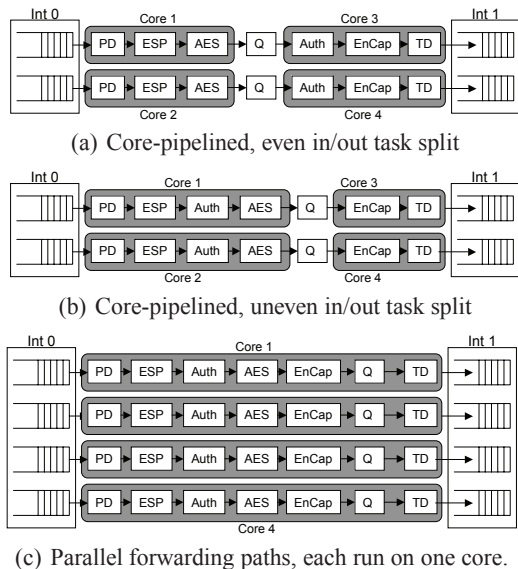 Int 0 Core 1 Core 3 Int 1
PD ESP AES Q Auth EnCap TD
PD ESP AES Q Auth EnCap TD
Core 2 Core 4
(a) Core-pipelined, even in/out task split
Int 0 Core 1 Core 3 Int 1
PD ESP Auth AES Q EnCap TD
PD ESP Auth AES Q EnCap TD
Core 2 Core 4
(b) Core-pipelined, uneven in/out task split
Int 0 Core 1 Int 1
PD ESP Auth AES EnCap Q TD
PD ESP Auth AES EnCap Q TD
PD ESP Auth AES EnCap Q TD
PD ESP Auth AES EnCap Q TD
Core 4
(c) Parallel forwarding paths, each run on one core.